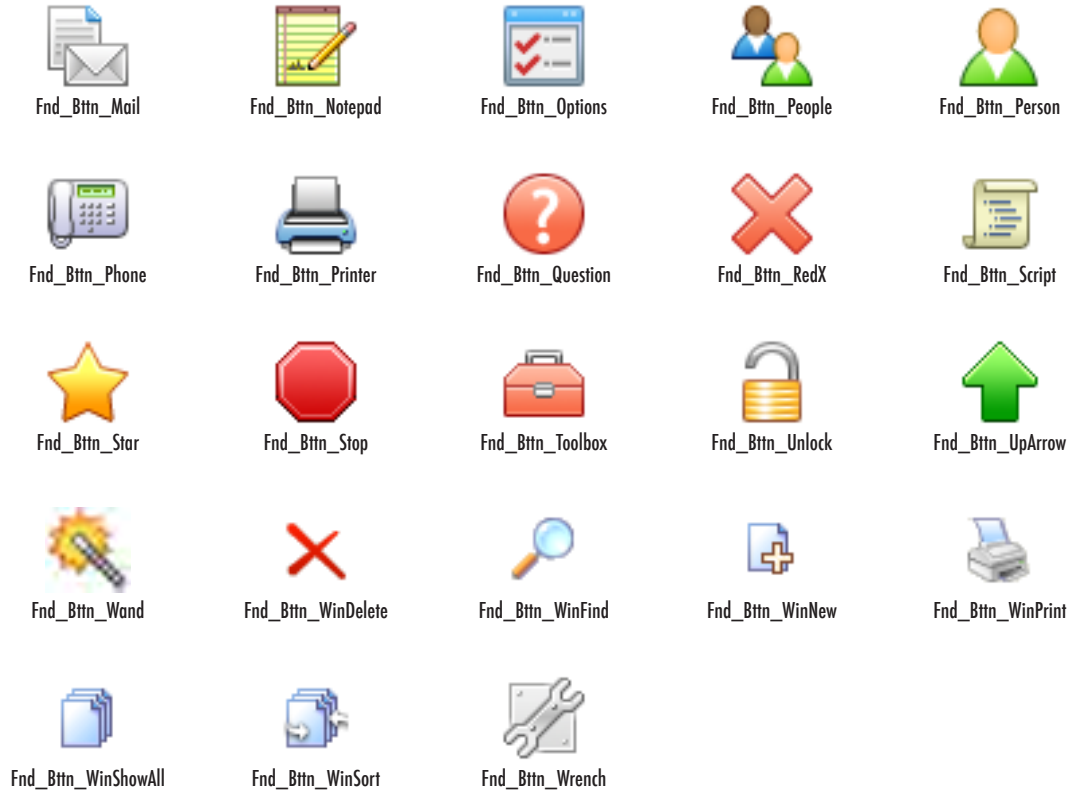 Fnd_Bttn_Mail
Fnd_Bttn_Notepad
Fnd_Bttn_Options
Fnd_Bttn_People
Fnd_Bttn_Person
Fnd_Bttn_Phone
Fnd_Bttn_Printer
?
Fnd_Bttn_Question
Fnd_Bttn_RedX
Fnd_Bttn_Script
Fnd_Bttn_Star
Fnd_Bttn_Stop
Fnd_Bttn_Toolbox
Fnd_Bttn_Unlock
Fnd_Bttn_UpArrow
Fnd_Bttn_Wand
Fnd_Bttn_WinDelete
Fnd_Bttn_WinFind
Fnd_Bttn_WinNew
Fnd_Bttn_WinPrint
Fnd_Bttn_WinShowAll
Fnd_Bttn_WinSort
Fnd_Bttn_Wrench